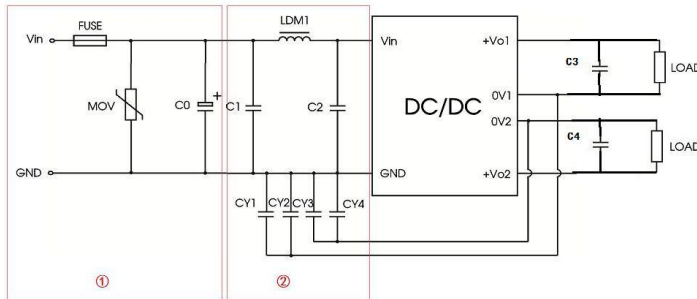 FUSE
LDM1
Vin
Vin
+Vo1
C3
LOAD
MOV
C0
+
C1
C2
DC/DC
0V1
0V2
C4
LOAD
GND
GND
+Vo2
CY1
CY2
CY3
CY4
①
②